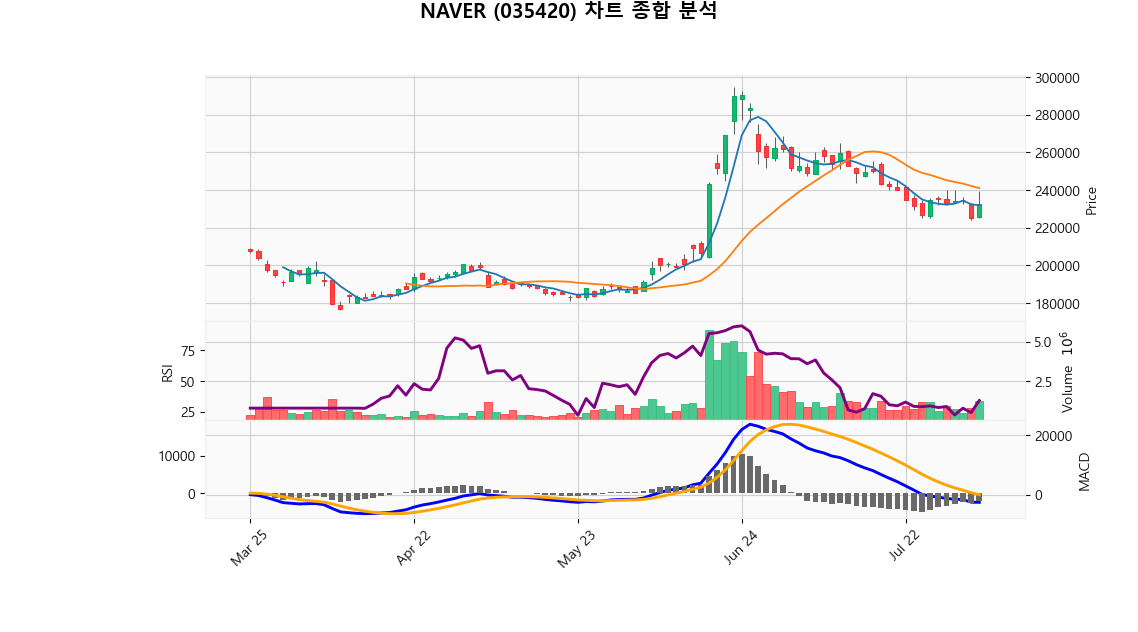 NAVER (035420) 차트 종합 분석
300000
280000
260000
240000
220000
200000
180000
Price
75
50
25
RSI
5.0
2.5
Volume 10^6
10000
0
20000
0
MACD
Mar 25
Apr 22
May 23
Jun 24
Jul 22